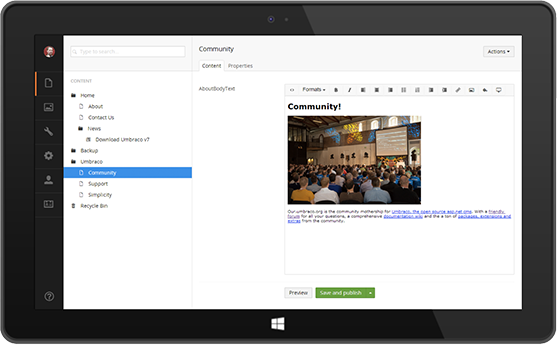 Type to search...
CONTENT
Home
About
Contact Us
News
Download Umbraco v7
Backup
Umbraco
Community
Support
Simplicity
Recycle Bin
Community
Actions
Content
Properties
AboutBodyText
Formats
B
I
Community!
Our.umbraco.org is the community mothership for Umbraco, the open source asp.net cms. With a friendly
forum for all your questions, a comprehensive documentation wiki and the a ton of packages, extensions and
extras from the community.
Preview
Save and publish